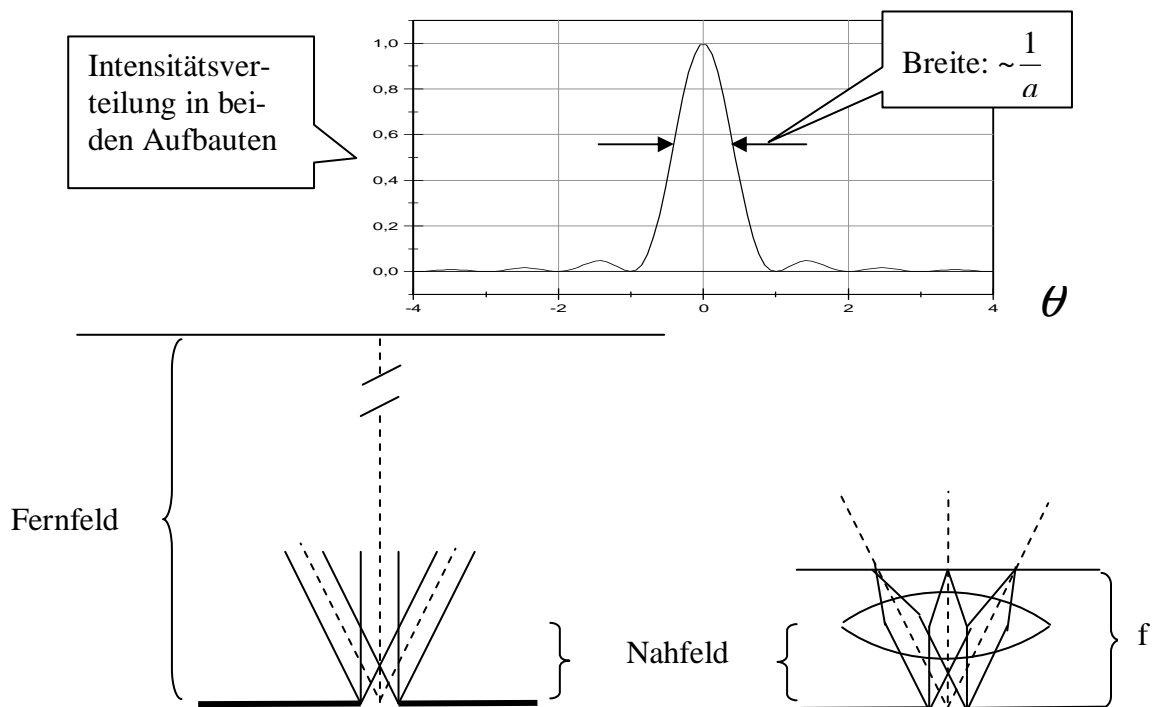 Intensitätsver-
teilung in bei-
den Aufbauten
1,0
0,8
0,6
0,4
0,2
0,0
-4
-2
0
2
4
θ
Breite: ~ 1/a
Fernfeld
Nahfeld
f